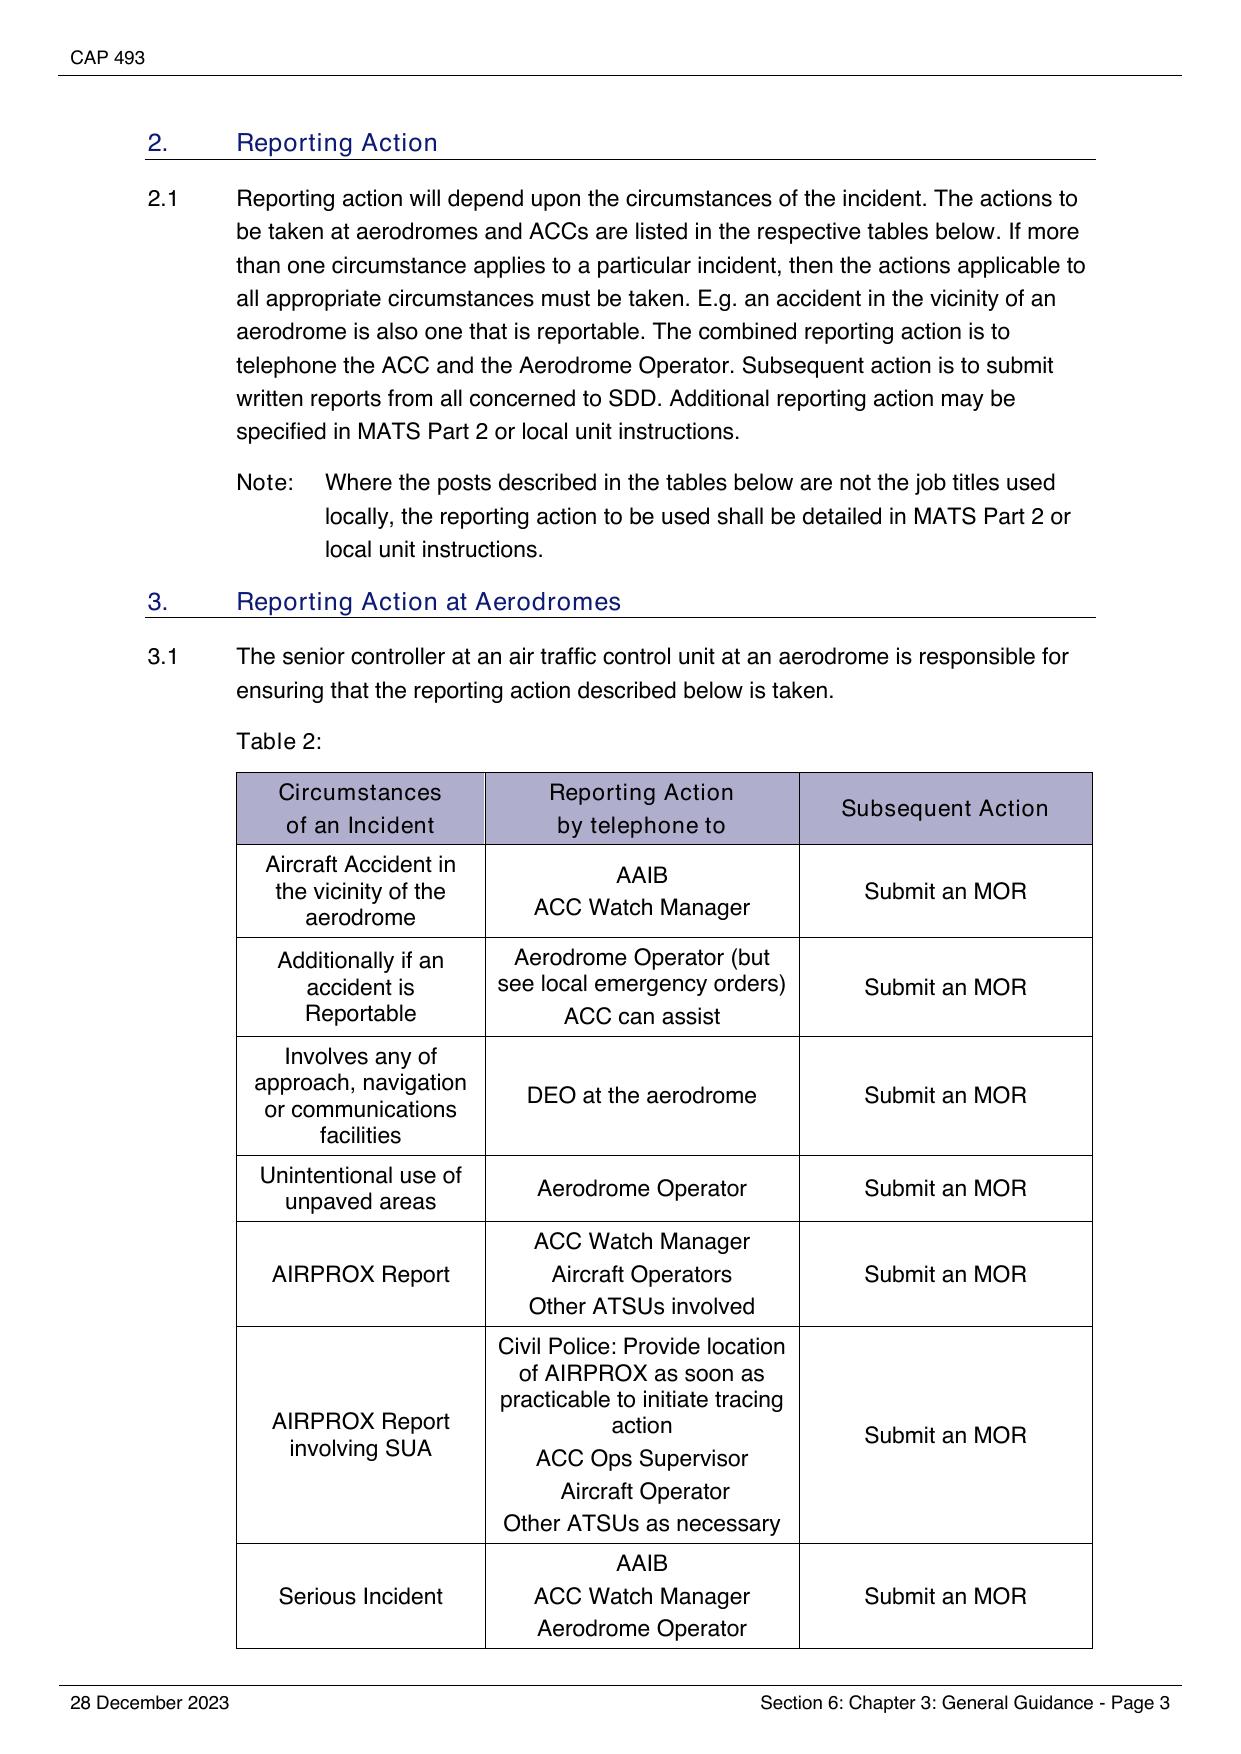 CAP 493
2. Reporting Action
2.1 Reporting action will depend upon the circumstances of the incident. The actions to
be taken at aerodromes and ACCs are listed in the respective tables below. If more
than one circumstance applies to a particular incident, then the actions applicable to
all appropriate circumstances must be taken. E.g. an accident in the vicinity of an
aerodrome is also one that is reportable. The combined reporting action is to
telephone the ACC and the Aerodrome Operator. Subsequent action is to submit
written reports from all concerned to SDD. Additional reporting action may be
specified in MATS Part 2 or local unit instructions.
Note: Where the posts described in the tables below are not the job titles used
locally, the reporting action to be used shall be detailed in MATS Part 2 or
local unit instructions.
3. Reporting Action at Aerodromes
3.1 The senior controller at an air traffic control unit at an aerodrome is responsible for
ensuring that the reporting action described below is taken.
Table 2:
Circumstances
of an Incident
Reporting Action
by telephone to
Subsequent Action
Aircraft Accident in
the vicinity of the
aerodrome
AAIB
ACC Watch Manager
Submit an MOR
Additionally if an
accident is
Reportable
Aerodrome Operator (but
see local emergency orders)
ACC can assist
Submit an MOR
Involves any of
approach, navigation
or communications
facilities
DEO at the aerodrome
Submit an MOR
Unintentional use of
unpaved areas
Aerodrome Operator
Submit an MOR
AIRPROX Report
ACC Watch Manager
Aircraft Operators
Other ATSUs involved
Submit an MOR
AIRPROX Report
involving SUA
Civil Police: Provide location
of AIRPROX as soon as
practicable to initiate tracing
action
ACC Ops Supervisor
Aircraft Operator
Other ATSUs as necessary
Submit an MOR
Serious Incident
AAIB
ACC Watch Manager
Aerodrome Operator
Submit an MOR
28 December 2023
Section 6: Chapter 3: General Guidance - Page 3